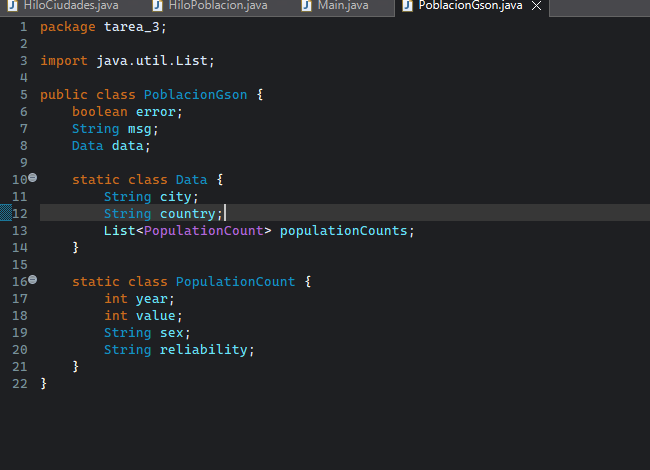 HiloCiudades.java HiloPoblacion.java Main.java PoblacionGson.java
1 package tarea_3;
2
3 import java.util.List;
4
5 public class PoblacionGson {
6     boolean error;
7     String msg;
8     Data data;
9
10     static class Data {
11         String city;
12         String country;
13         List<PopulationCount> populationCounts;
14     }
15
16     static class PopulationCount {
17         int year;
18         int value;
19         String sex;
20         String reliability;
21     }
22 }